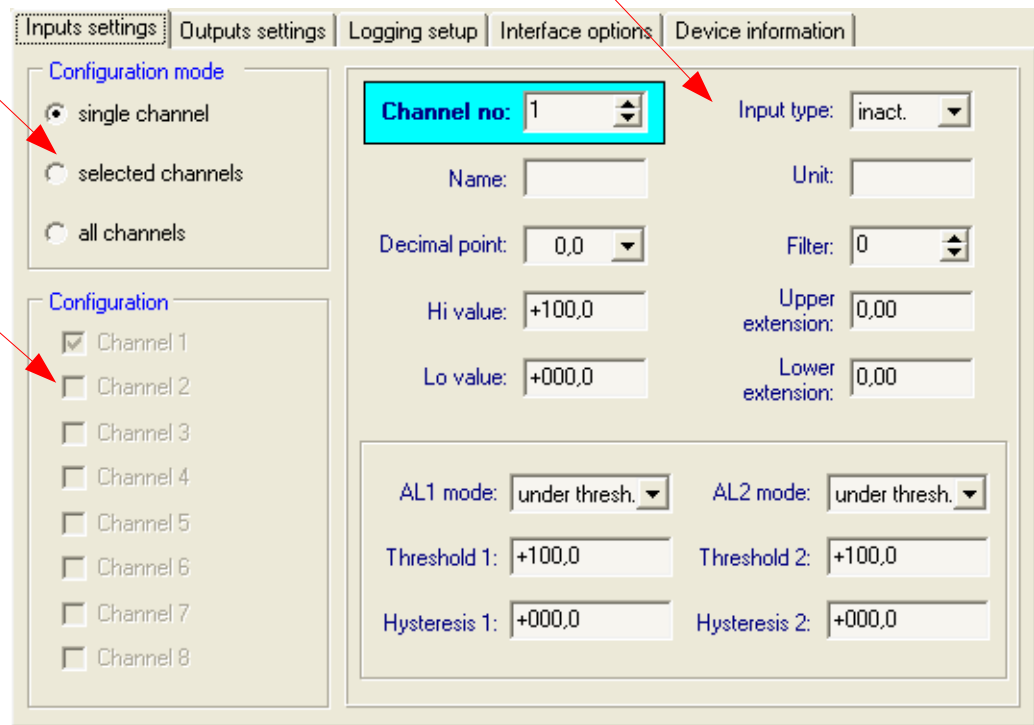 Inputs settings Outputs settings Logging setup Interface options Device information
Configuration mode
single channel
selected channels
all channels
Configuration
Channel 1
Channel 2
Channel 3
Channel 4
Channel 5
Channel 6
Channel 7
Channel 8
Channel no: 1 Input type: inact.
Name: Unit:
Decimal point: 0,0 Filter: 0
Hi value: +100,0 Upper extension: 0,00
Lo value: +000,0 Lower extension: 0,00
AL1 mode: under thresh. AL2 mode: under thresh.
Threshold 1: +100,0 Threshold 2: +100,0
Hysteresis 1: +000,0 Hysteresis 2: +000,0